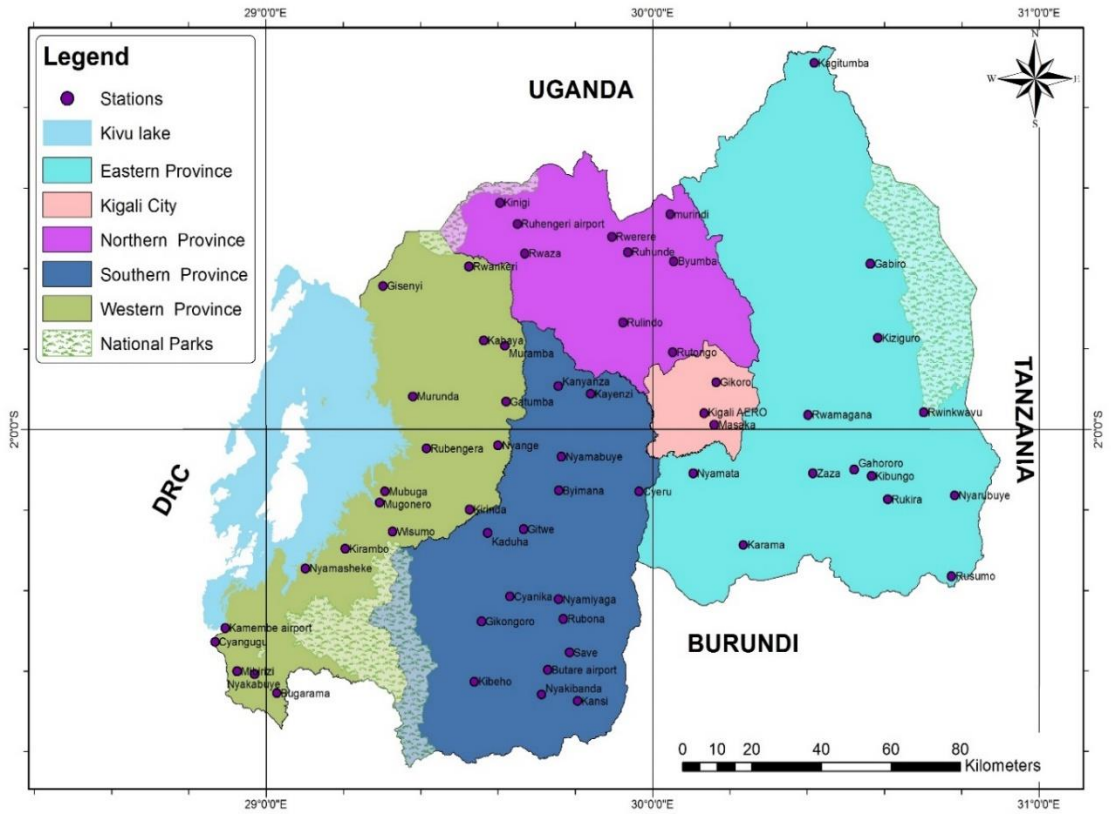 29°0'0"E 30°0'0"E 31°0'0"E
Legend
Stations
Kivu lake
Eastern Province
Kigali City
Northern Province
Southern Province
Western Province
National Parks
N
W E
S
UGANDA
Kagitumba
Kinigi
murindi
Ruhengeri airport
Rwerere
Rwaza
Ruhunde
Byumba
Rwankeri
Gabiro
Gisenyi
Rulindo
Kiziguro
Kabaya
Muramba
Rutongo
TANZANIA
Kanyanza
Gikoro
Murunda
Kayenzi
Gatumba
Kigali AERO
Rwamagana
Rwinkwavu
Masaka
2°0'0"S 2°0'0"S
Rubengera
Nyange
Nyamabuye
Gahororo
Nyamata
Zaza
Kibungo
DRC
Mubuga
Byimana
Cyeru
Nyarubuye
Mugonero
Rukira
Kirinda
Wisumo
Gitwe
Kaduha
Kirambo
Karama
Nyamasheke
Rusumo
Cyanika
Nyamiyaga
Gikongoro
Rubona
Kamembe airport
Cyangugu
BURUNDI
Save
Mibirizi
Butare airport
Nyakabuye
Kibeho
Bugarama
Nyakibanda
Kansi
0 10 20 40 60 80
Kilometers
29°0'0"E 30°0'0"E 31°0'0"E